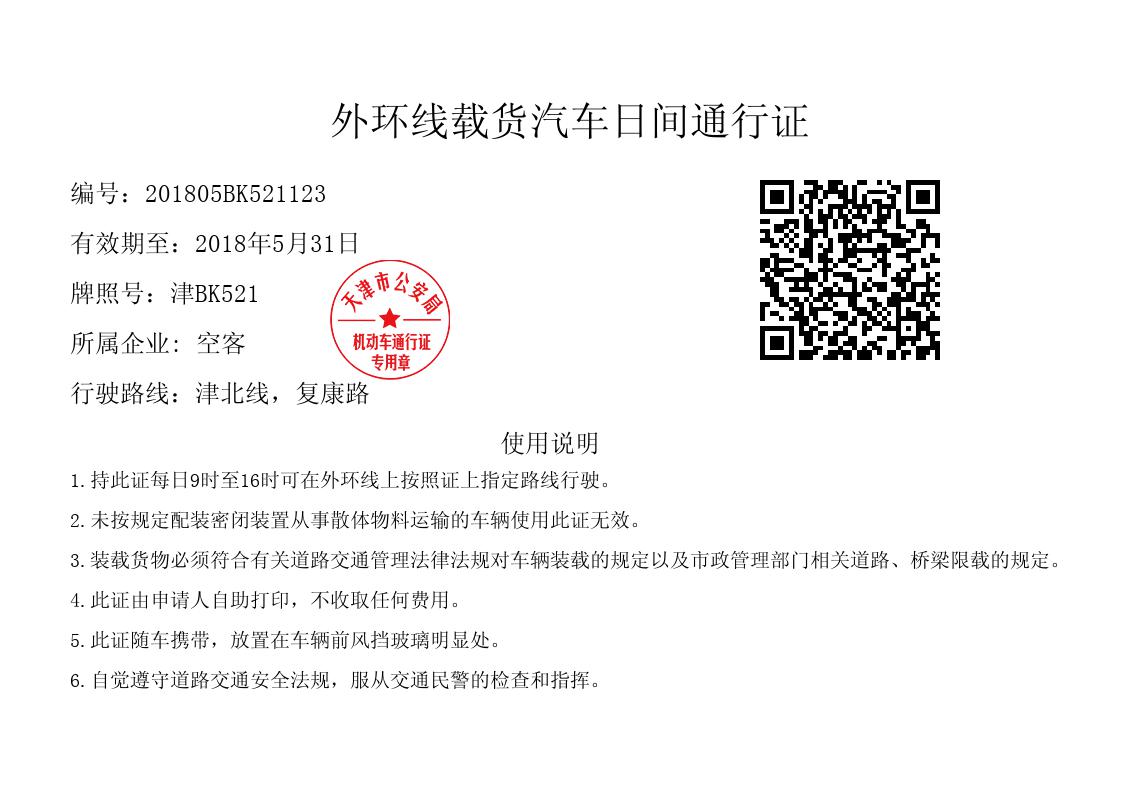 外环线载货汽车日间通行证
编号：201805BK521123
有效期至：2018年5月31日
牌照号：津BK521
天津市公安局
机动车通行证
专用章
所属企业: 空客
行驶路线：津北线，复康路
使用说明
1.持此证每日9时至16时可在外环线上按照证上指定路线行驶。
2.未按规定配装密闭装置从事散体物料运输的车辆使用此证无效。
3.装载货物必须符合有关道路交通管理法律法规对车辆装载的规定以及市政管理部门相关道路、桥梁限载的规定。
4.此证由申请人自助打印，不收取任何费用。
5.此证随车携带，放置在车辆前风挡玻璃明显处。
6.自觉遵守道路交通安全法规，服从交通民警的检查和指挥。